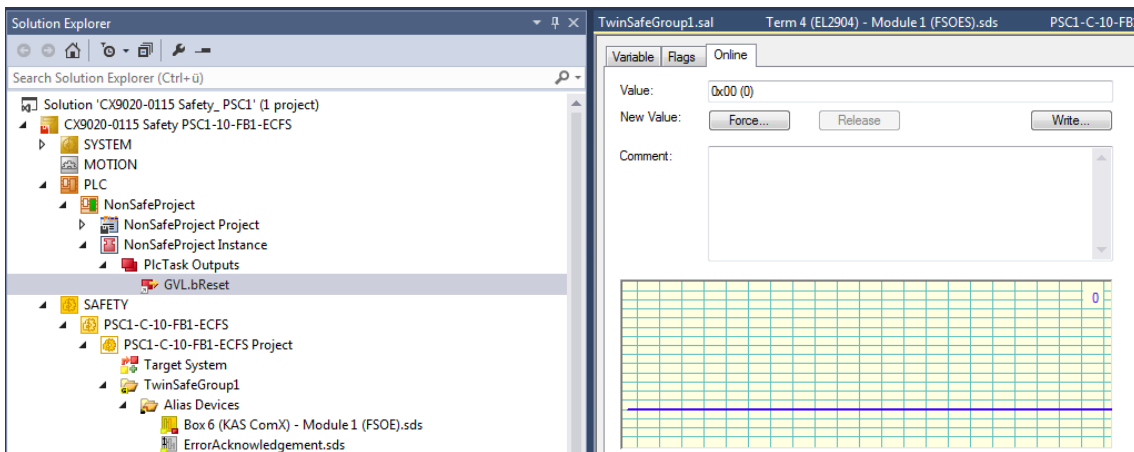 Solution Explorer
Search Solution Explorer (Ctrl+ü)
Solution 'CX9020-0115 Safety_ PSC1' (1 project)
CX9020-0115 Safety PSC1-10-FB1-ECFS
SYSTEM
MOTION
PLC
NonSafeProject
NonSafeProject Project
NonSafeProject Instance
PlcTask Outputs
GVL.bReset
SAFETY
PSC1-C-10-FB1-ECFS
PSC1-C-10-FB1-ECFS Project
Target System
TwinSafeGroup1
Alias Devices
Box 6 (KAS ComX) - Module 1 (FSOE).sds
ErrorAcknowledgement.sds
TwinSafeGroup1.sal Term 4 (EL2904) - Module 1 (FSOES).sds PSC1-C-10-FB
Variable Flags Online
Value: 0x00 (0)
New Value: Force... Release Write...
Comment:
0